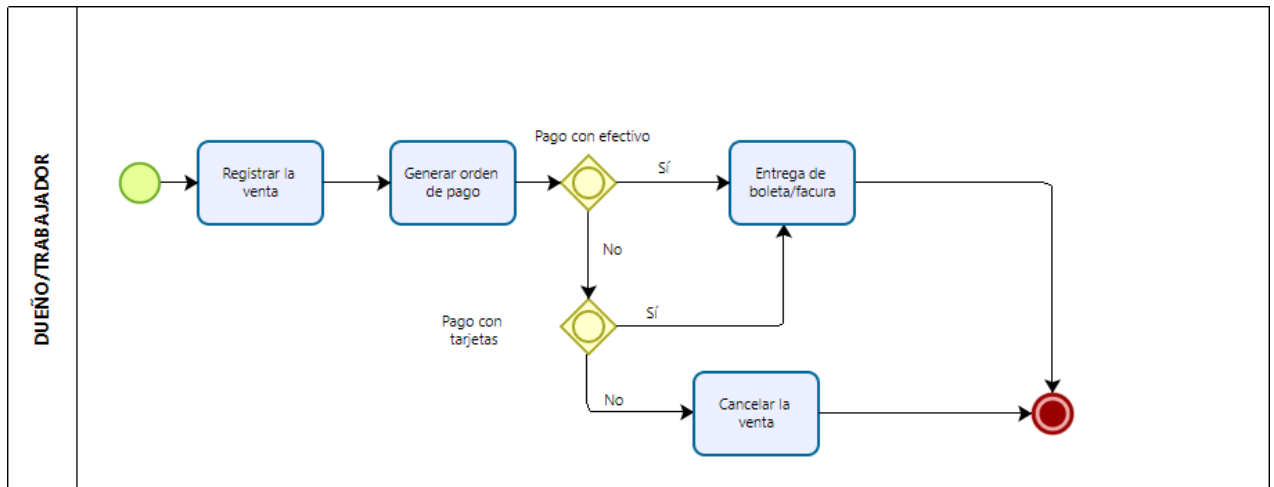 DUEÑO/TRABAJADOR
Registrar la
venta
Generar orden
de pago
Pago con efectivo
Sí
Entrega de
boleta/facura
No
Pago con
tarjetas
Sí
No
Cancelar la
venta